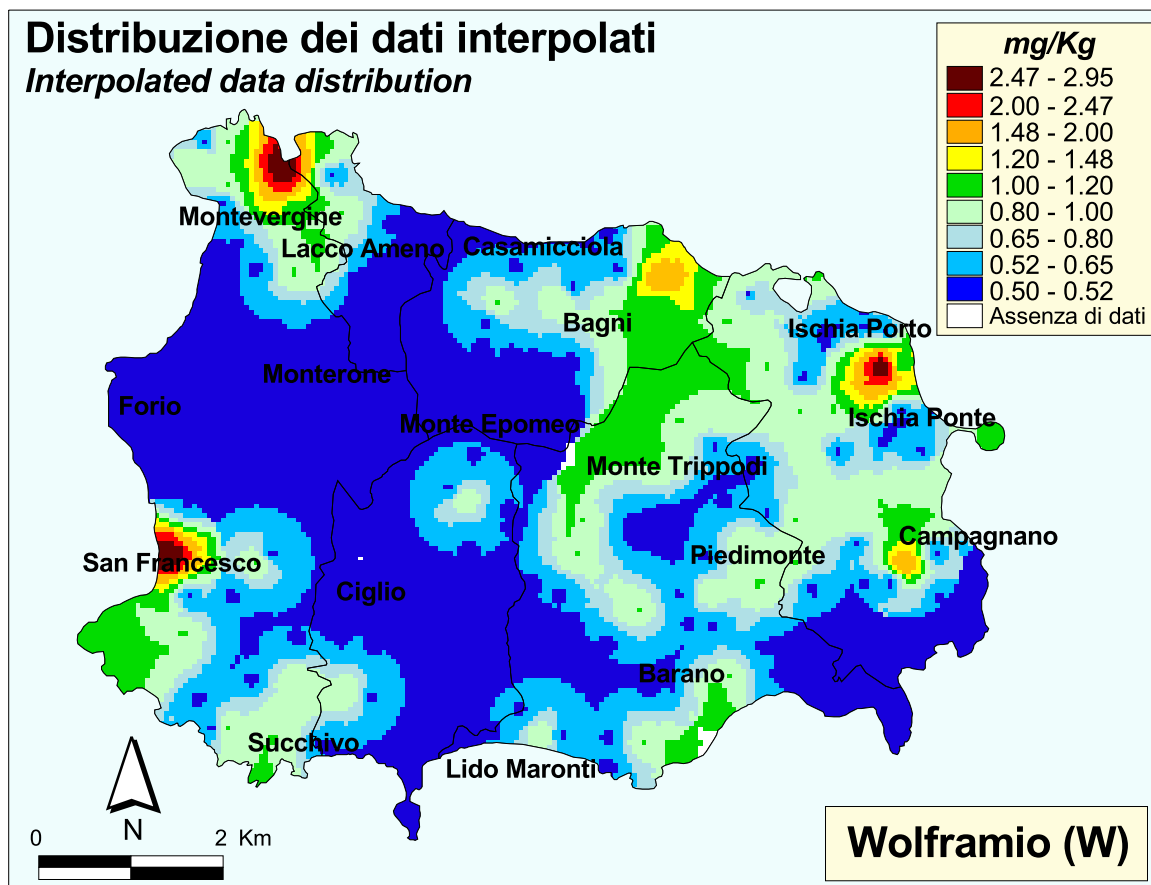 Distribuzione dei dati interpolati
Interpolated data distribution
mg/Kg
2.47 - 2.95
2.00 - 2.47
1.48 - 2.00
1.20 - 1.48
1.00 - 1.20
0.80 - 1.00
0.65 - 0.80
0.52 - 0.65
0.50 - 0.52
Assenza di dati
Montevergine
Lacco Ameno
Casamicciola
Bagni
Ischia Porto
Monterone
Forio
Monte Epomeo
Ischia Ponte
Monte Trippodi
Campagnano
San Francesco
Piedimonte
Ciglio
Barano
Succhivo
Lido Maronti
N
0 2 Km
Wolframio (W)